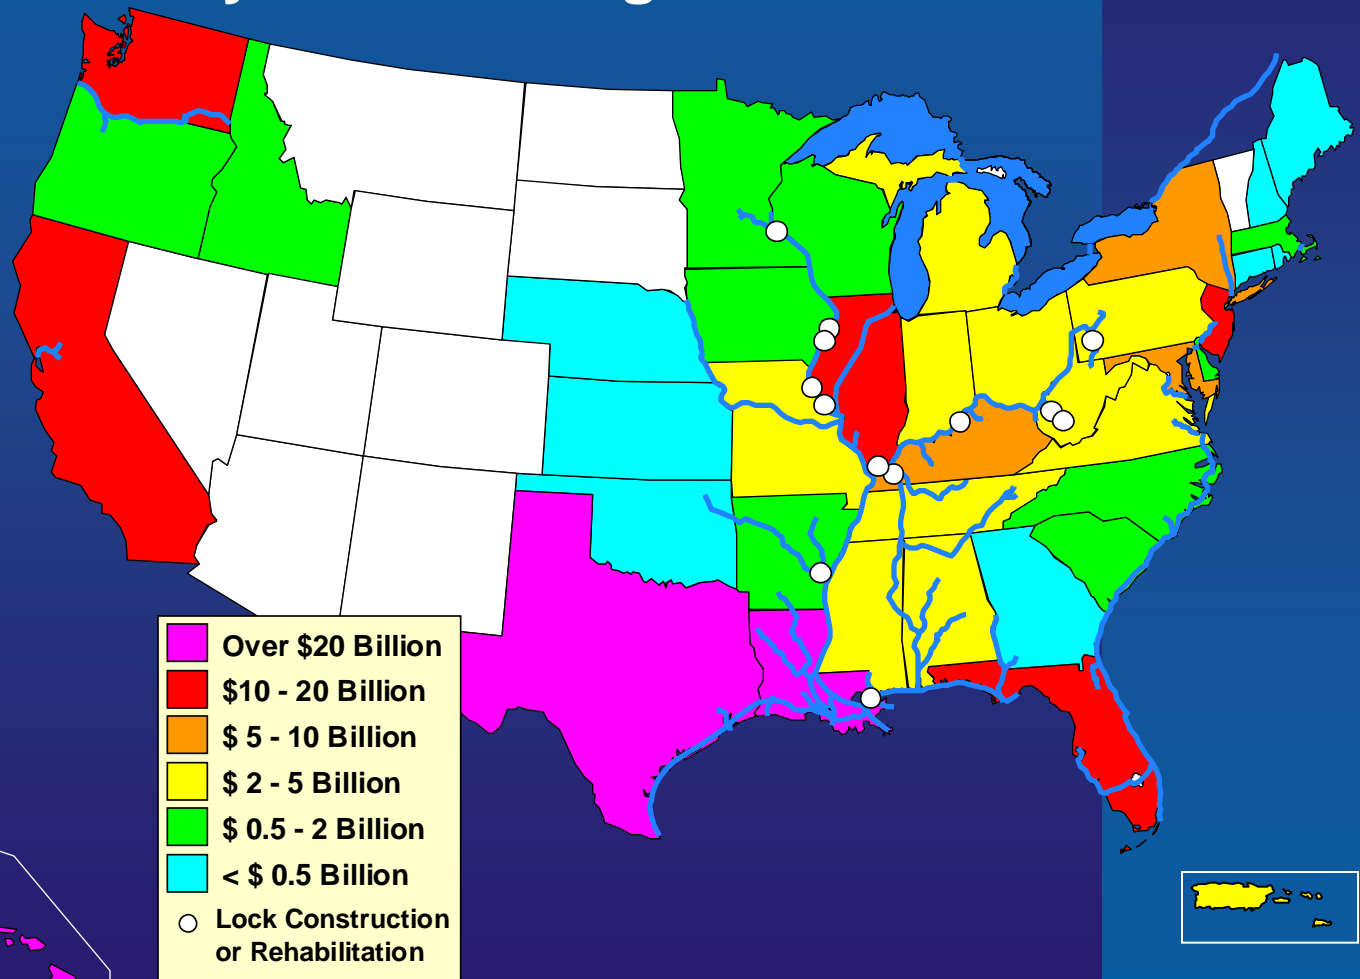 Over $20 Billion
$10 - 20 Billion
$ 5 - 10 Billion
$ 2 - 5 Billion
$ 0.5 - 2 Billion
< $ 0.5 Billion
Lock Construction
or Rehabilitation